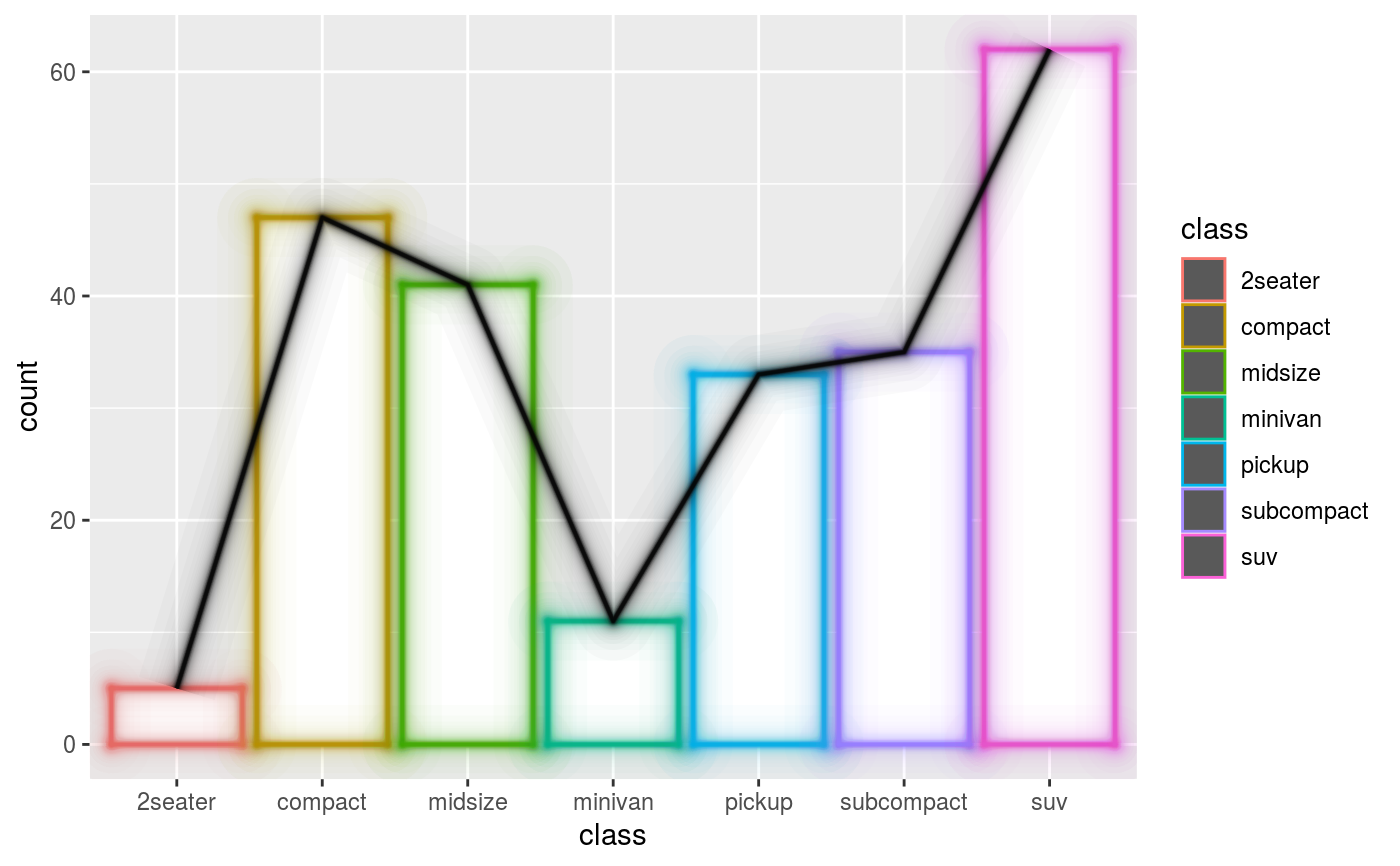 count
60
40
20
0
2seater compact midsize minivan pickup subcompact suv
class
class
2seater
compact
midsize
minivan
pickup
subcompact
suv